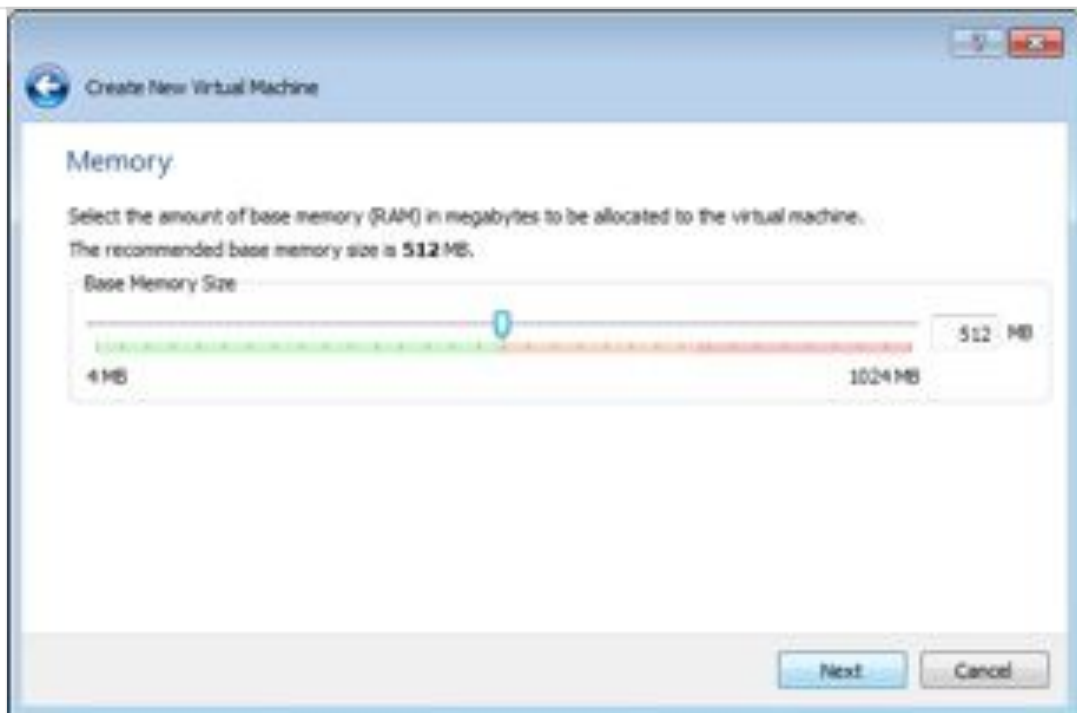 Create New Virtual Machine
Memory
Select the amount of base memory (RAM) in megabytes to be allocated to the virtual machine.
The recommended base memory size is 512 MB.
Base Memory Size
512 MB
4 MB 1024 MB
Next Cancel